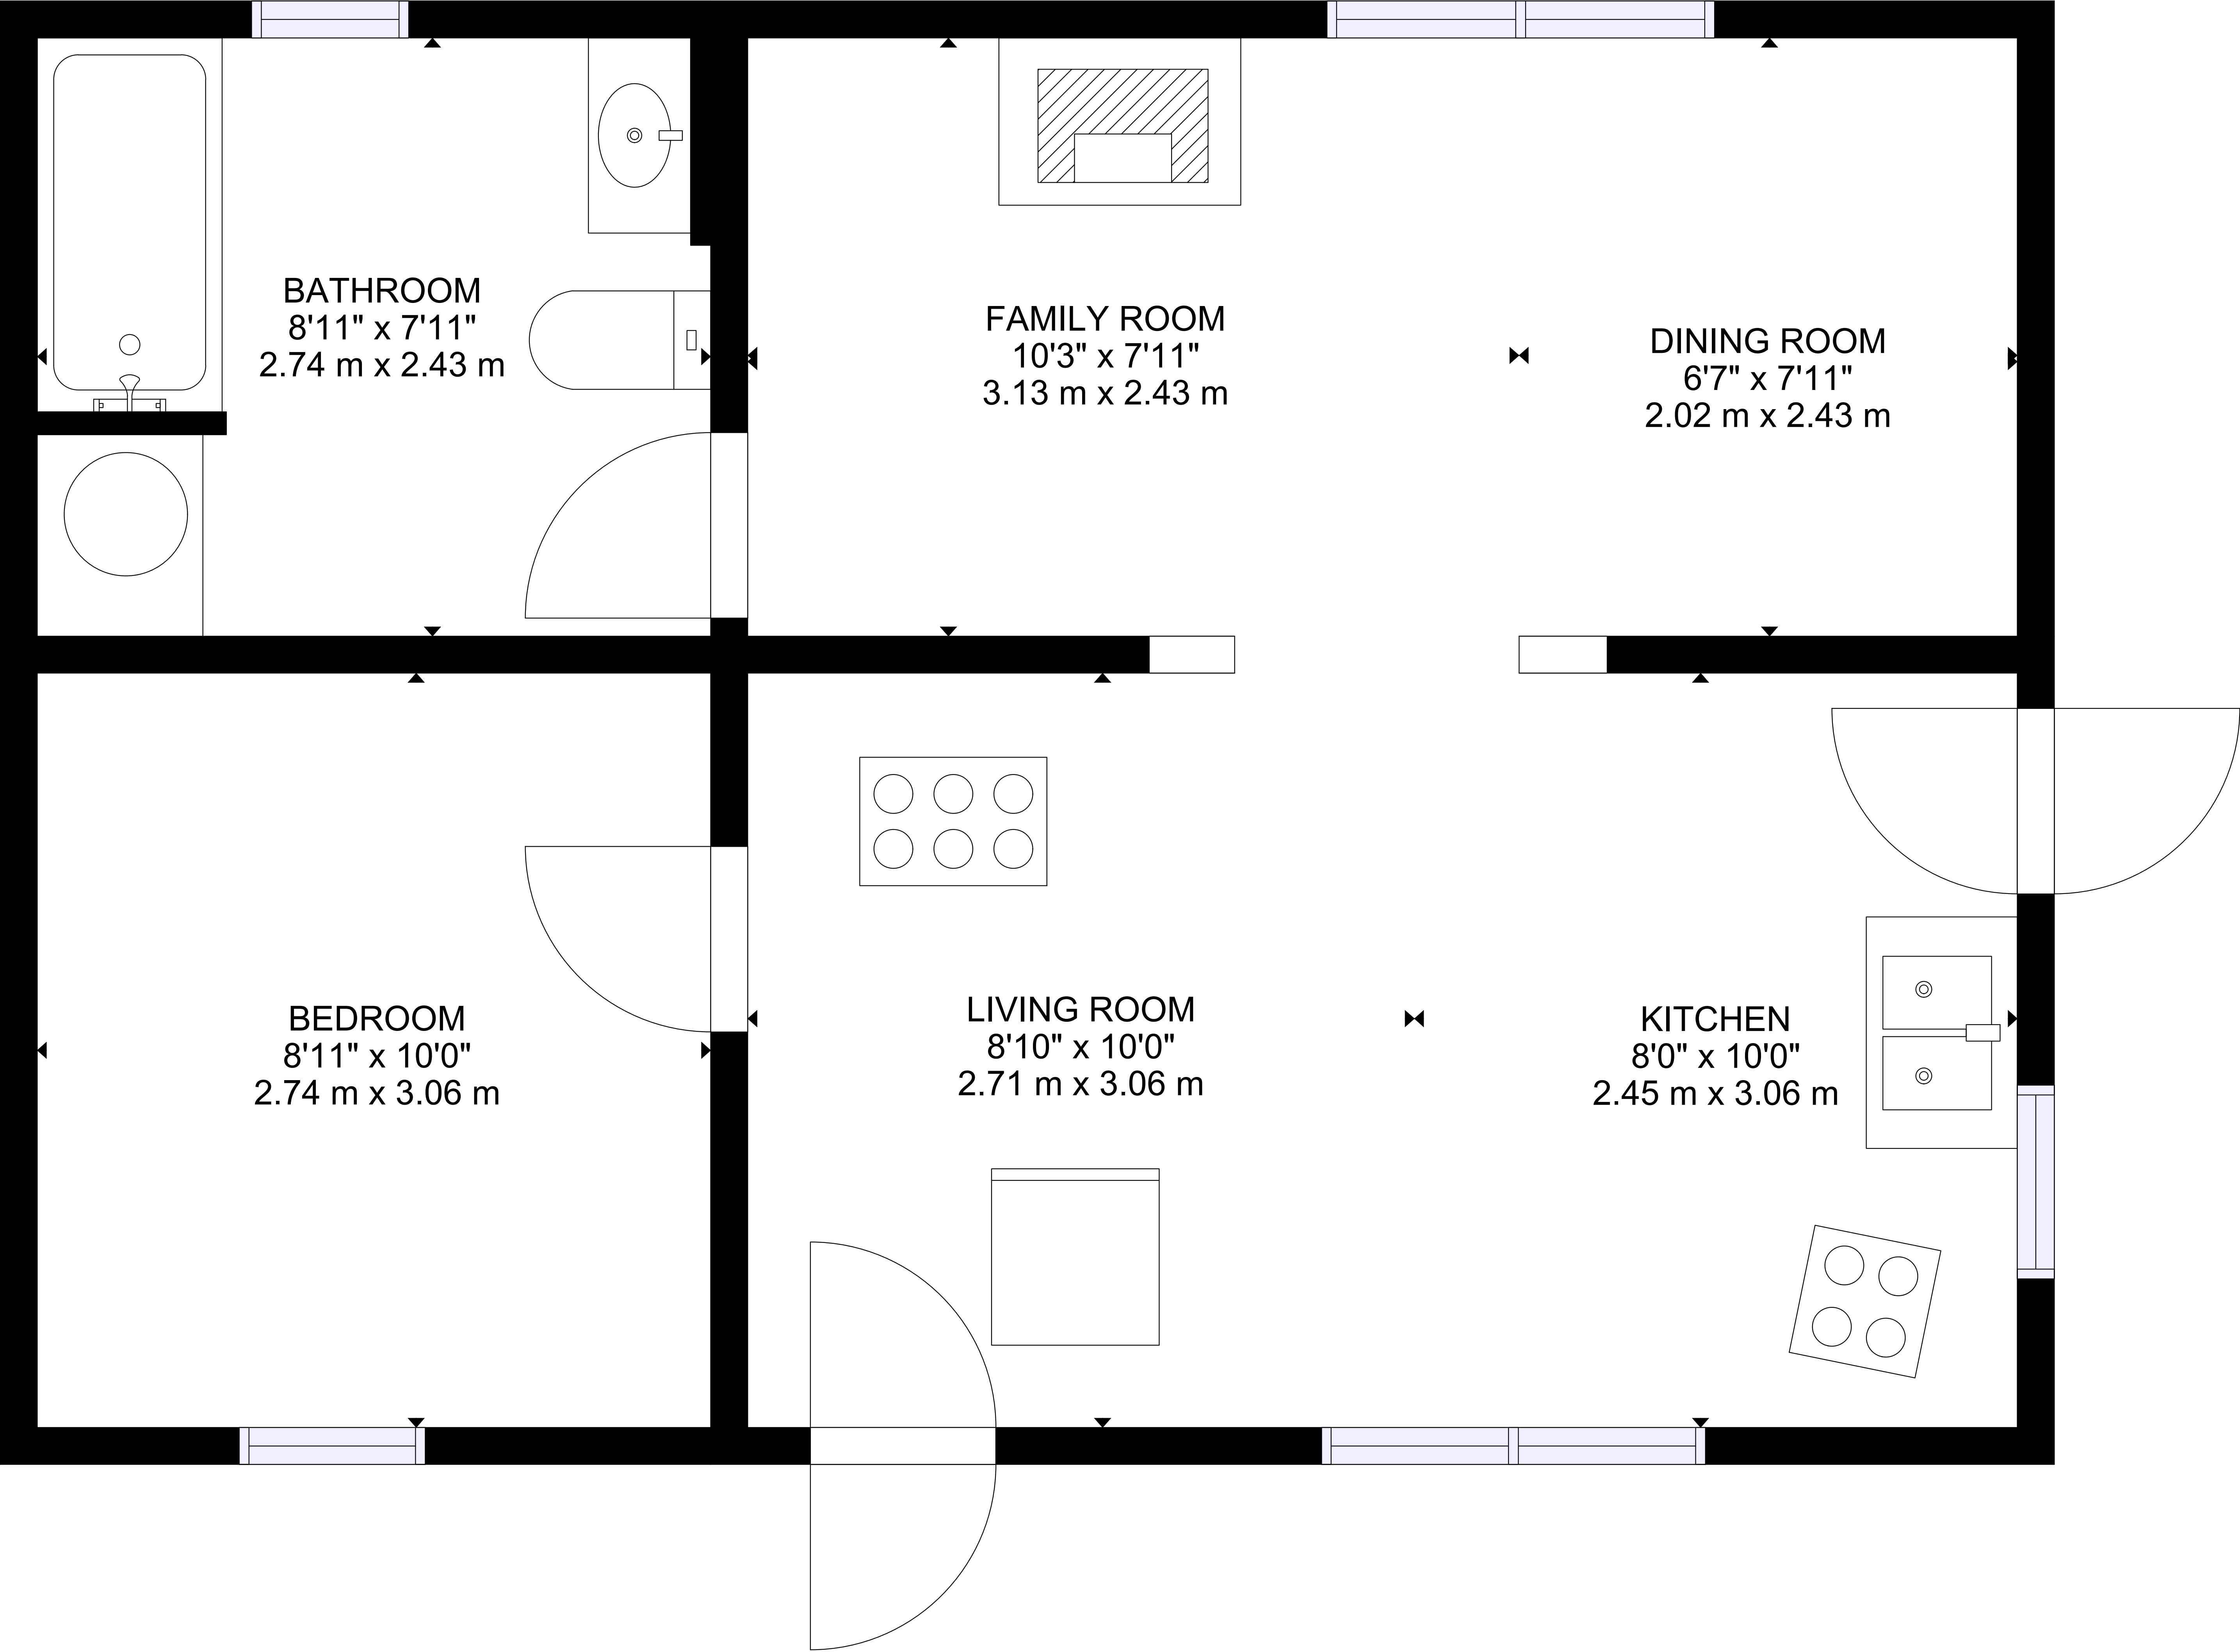 BATHROOM
8'11" x 7'11"
2.74 m x 2.43 m
FAMILY ROOM
10'3" x 7'11"
3.13 m x 2.43 m
DINING ROOM
6'7" x 7'11"
2.02 m x 2.43 m
BEDROOM
8'11" x 10'0"
2.74 m x 3.06 m
LIVING ROOM
8'10" x 10'0"
2.71 m x 3.06 m
KITCHEN
8'0" x 10'0"
2.45 m x 3.06 m